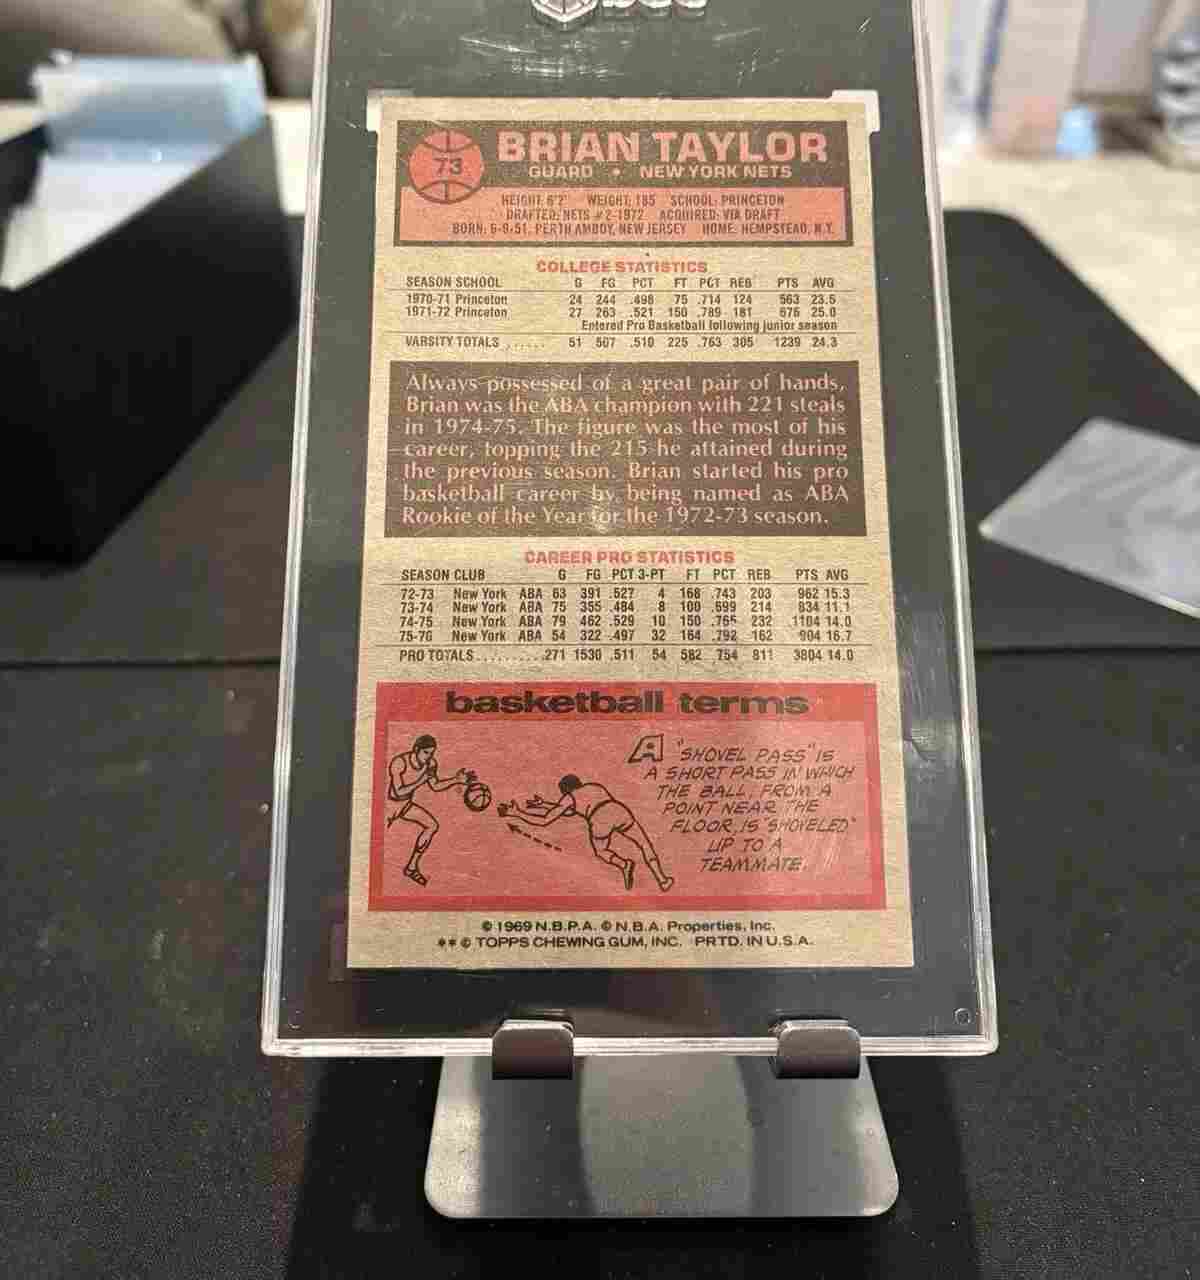 73
BRIAN TAYLOR
GUARD • NEW YORK NETS
HEIGHT: 6'2" WEIGHT: 185 SCHOOL: PRINCETON
DRAFTED: NETS #2-1972 ACQUIRED: VIA DRAFT
BORN: 6-9-51, PERTH AMBOY, NEW JERSEY HOME: HEMPSTEAD, N.Y.
COLLEGE STATISTICS
SEASON SCHOOL G FG PCT FT PCT REB PTS AVG
1970-71 Princeton 24 244 .498 75 .714 124 563 23.5
1971-72 Princeton 27 263 .521 150 .789 181 676 25.0
Entered Pro Basketball following junior season
VARSITY TOTALS ...... 51 507 .510 225 .763 305 1239 24.3
Always possessed of a great pair of hands,
Brian was the ABA champion with 221 steals
in 1974-75. The figure was the most of his
career, topping the 215 he attained during
the previous season. Brian started his pro
basketball career by being named as ABA
Rookie of the Year for the 1972-73 season.
CAREER PRO STATISTICS
SEASON CLUB G FG PCT 3-PT FT PCT REB PTS AVG
72-73 New York ABA 63 391 .527 4 168 .743 203 962 15.3
73-74 New York ABA 75 355 .484 8 100 .699 214 834 11.1
74-75 New York ABA 79 462 .529 10 150 .765 232 1104 14.0
75-76 New York ABA 54 322 .497 32 164 .792 162 904 16.7
PRO TOTALS..........271 1530 .511 54 582 .754 811 3804 14.0
basketball terms
A "SHOVEL PASS" IS
A SHORT PASS IN WHICH
THE BALL, FROM A
POINT NEAR THE
FLOOR, IS "SHOVELED"
UP TO A
TEAMMATE.
© 1969 N.B.P.A. © N.B.A. Properties, Inc.
** © TOPPS CHEWING GUM, INC. PRTD. IN U.S.A.